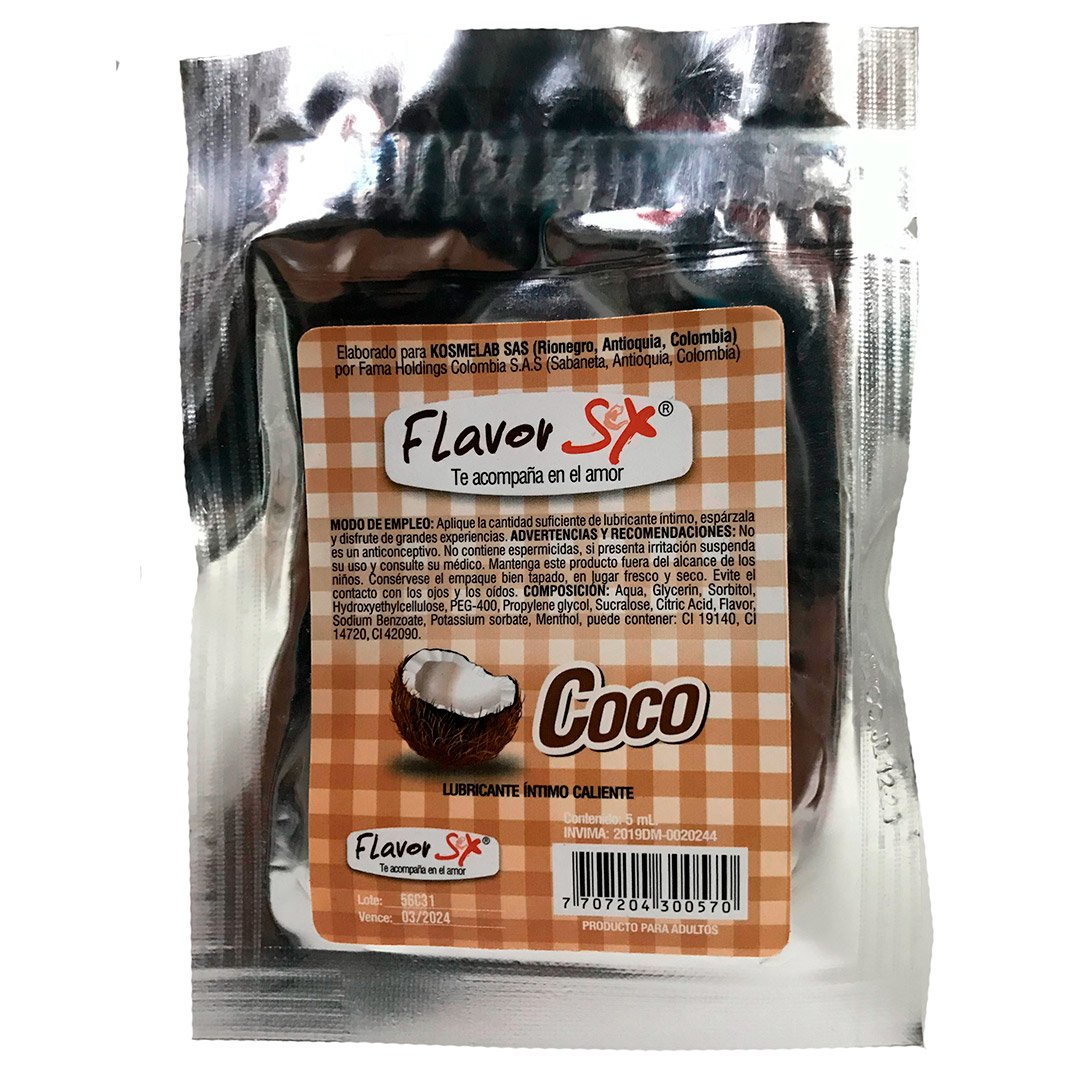 Elaborado para KOSMELAB SAS (Rionegro, Antioquia, Colombia)
por Fama Holdings Colombia S.A.S (Sabaneta, Antioquia, Colombia)
FLavor Sex®
Te acompaña en el amor
MODO DE EMPLEO: Aplique la cantidad suficiente de lubricante íntimo, espárzala
y disfrute de grandes experiencias. ADVERTENCIAS Y RECOMENDACIONES: No
es un anticonceptivo. No contiene espermicidas, si presenta irritación suspenda
su uso y consulte su médico. Mantenga este producto fuera del alcance de los
niños. Consérvese el empaque bien tapado, en lugar fresco y seco. Evite el
contacto con los ojos y los oídos. COMPOSICIÓN: Aqua, Glycerin, Sorbitol,
Hydroxyethylcellulose, PEG-400, Propylene glycol, Sucralose, Citric Acid, Flavor,
Sodium Benzoate, Potassium sorbate, Menthol, puede contener: CI 19140, CI
14720, CI 42090.
Coco
LUBRICANTE ÍNTIMO CALIENTE
Contenido: 5 mL.
INVIMA: 2019DM-0020244
FLavor Sex®
Te acompaña en el amor
Lote: 56C31
Vence: 03/2024
7 707204 300570
PRODUCTO PARA ADULTOS